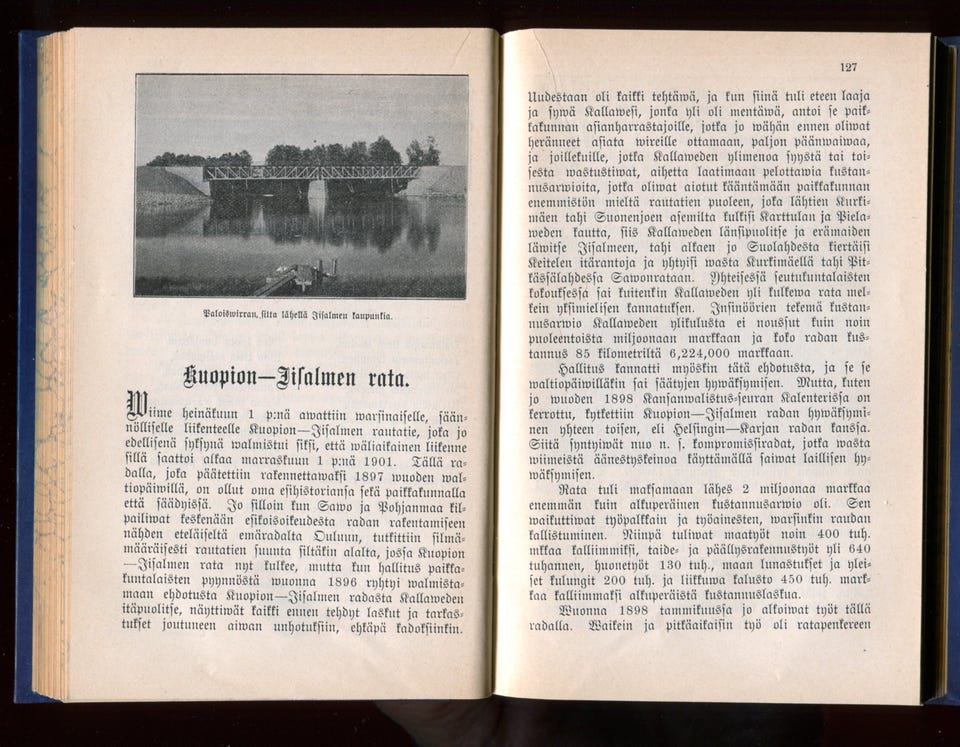 Paloiswirran, silta lähellä Iisalmen kaupunkia.
Kuopion—Iisalmen rata.
Wiime heinäkuun 1 p:nä awattiin warsinaiselle, sään-
nölliselle liikenteelle Kuopion—Iisalmen rautatie, joka jo
edellisenä syksynä walmistui siksi, että wäliaikainen liikenne
sillä saattoi alkaa marraskuun 1 p:nä 1901. Tällä ra-
dalla, joka päätettiin rakennettawaksi 1897 wuoden wal-
tiopäiwillä, on ollut oma esihistoriansa sekä paikkakunnalla
että säädyissä. Jo silloin kun Sawo ja Pohjanmaa kil-
pailiwat keskenään esikoisoikeudesta radan rakentamiseen
nähden eteläiseltä emäradalta Ouluun, tutkittiin silmä-
määräisesti rautatien suunta siltäkin alalta, jossa Kuopion
—Iisalmen rata nyt kulkee, mutta kun hallitus paikka-
kuntalaisten pyynnöstä wuonna 1896 ryhtyi walmista-
maan ehdotusta Kuopion—Iisalmen radasta Kallaweden
itäpuolitse, näyttiwät kaikki ennen tehdyt laskut ja tarkas-
tukset joutuneen aiwan unhotuksiin, ehkäpä kadoksiinkin.
127
Uudestaan oli kaikki tehtäwä, ja kun siinä tuli eteen laaja
ja sywä Kallawesi, jonka yli oli mentäwä, antoi se paik-
kakunnan asianharrastajoille, jotka jo wähän ennen oliwat
heränneet asiata wireille ottamaan, paljon päänwaiwaa,
ja joillekuille, jotka Kallaweden ylimenoa syystä tai toi-
sesta wastustiwat, aihetta laatimaan pelottawia kustan-
nusarwioita, jotka oliwat aiotut kääntämään paikkakunnan
enemmistön mieltä rautatien puoleen, joka lähtien Kurki-
mäen tahi Suonenjoen asemilta kulkisi Karttulan ja Piela-
weden kautta, siis Kallaweden länsipuolitse ja erämaiden
läwitse Iisalmeen, tahi alkaen jo Suolahdesta kiertäisi
Keitelen itärantoja ja yhtyisi wasta Kurkimäellä tahi Pit-
kässälahdessa Sawonrataan. Yhteisessä seutukuntalaisten
kokouksessa sai kuitenkin Kallaweden yli kulkewa rata mel-
kein yksimielisen kannatuksen. Insinöörien tekemä kustan-
nusarwio Kallaweden ylikulusta ei noussut kuin noin
puoleentoista miljoonaan markkaan ja koko radan kus-
tannus 85 kilometriltä 6,224,000 markkaan.
Hallitus kannatti myöskin tätä ehdotusta, ja se se
waltiopäiwilläkin sai säätyjen hywäksymisen. Mutta, kuten
jo wuoden 1898 Kansanwalistus-seuran Kalenterissa on
kerrottu, kytkettiin Kuopion—Iisalmen radan hywäksymi-
nen yhteen toisen, eli Helsingin—Karjan radan kanssa.
Siitä syntyiwät nuo n. s. kompromissiradat, jotka wasta
wiimeistä äänestyskeinoa käyttämällä saiwat laillisen hy-
wäksymisen.
Rata tuli maksamaan lähes 2 miljoonaa markkaa
enemmän kuin alkuperäinen kustannusarwio oli. Sen
waikuttiwat työpalkkain ja työainesten, warsinkin raudan
kallistuminen. Niinpä tuliwat maatyöt noin 400 tuh.
mkkaa kalliimmiksi, taide- ja päällysrakennustyöt yli 640
tuhannen, huonetyöt 130 tuh., maan lunastukset ja ylei-
set kulungit 200 tuh. ja liikkuwa kalusto 450 tuh. mark-
kaa kalliimmaksi alkuperäistä kustannuslaskua.
Wuonna 1898 tammikuussa jo alkoiwat työt tällä
radalla. Waikein ja pitkäaikaisin työ oli ratapenkereen